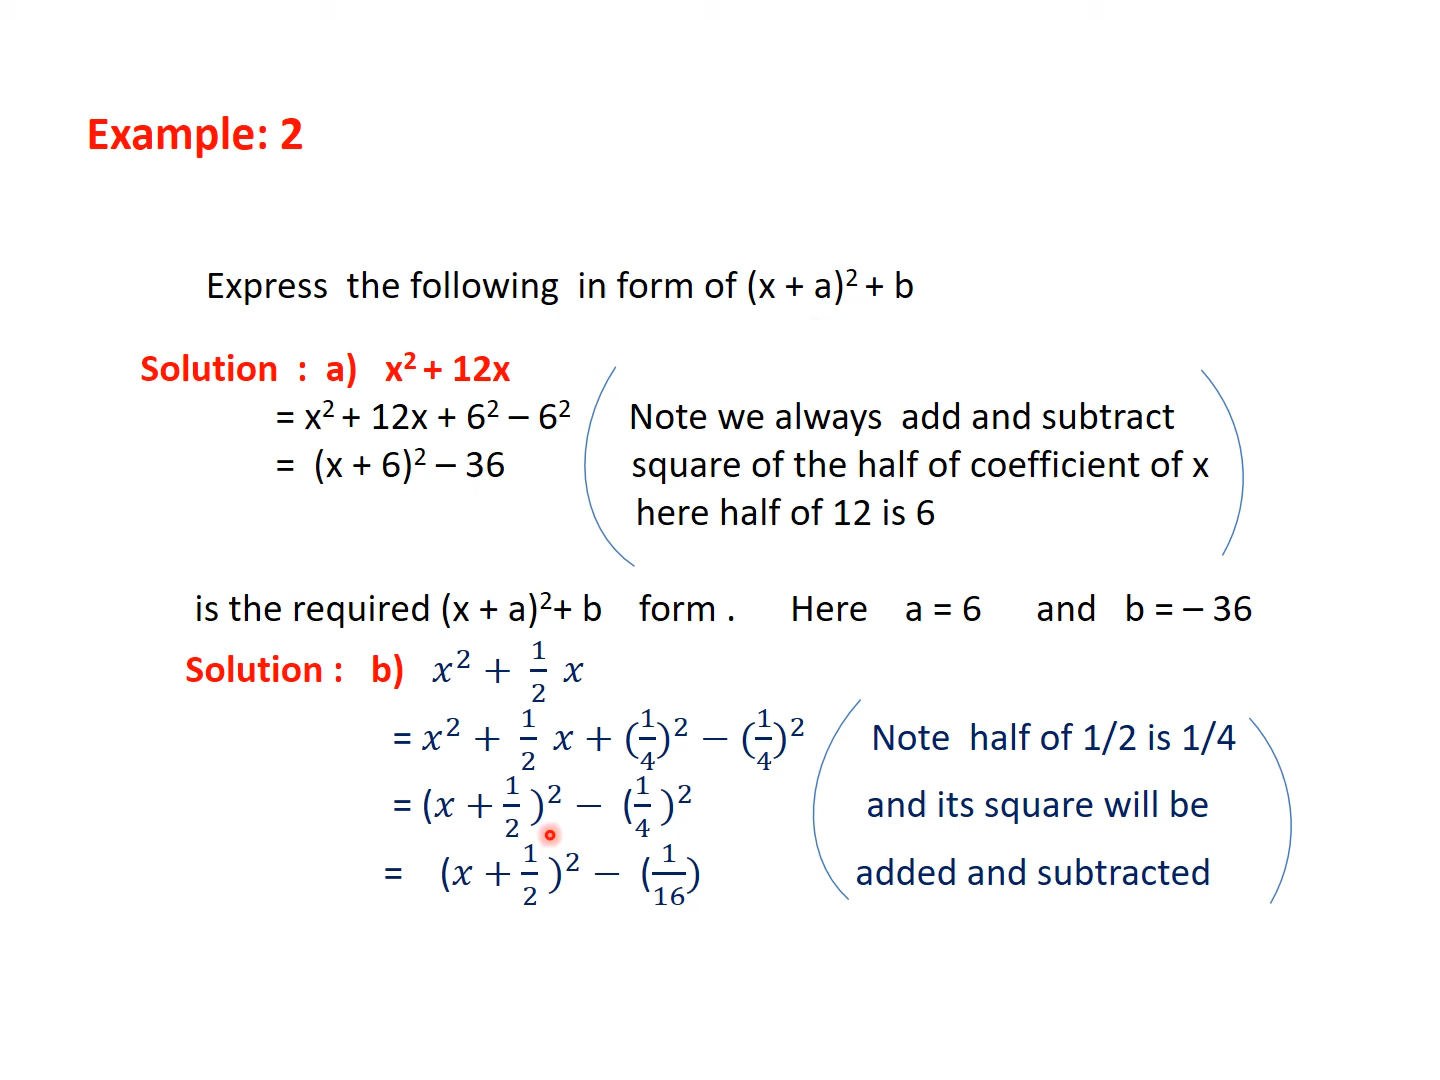 Example: 2
Express the following in form of (x + a)² + b
Solution : a) x² + 12x
= x² + 12x + 6² – 6² Note we always add and subtract
= (x + 6)² – 36 square of the half of coefficient of x
here half of 12 is 6
is the required (x + a)²+ b form . Here a = 6 and b = – 36
Solution : b) x² + 1/2 x
= x² + 1/2 x + (1/4)² − (1/4)² Note half of 1/2 is 1/4
= (x + 1/2 )² − (1/4 )² and its square will be
= (x + 1/2 )² − (1/16) added and subtracted